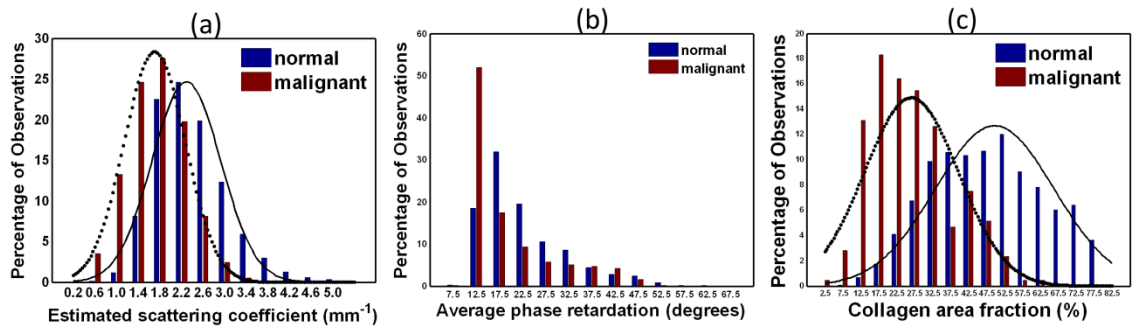 (a)
Percentage of Observations
30
25
20
15
10
5
0
normal
malignant
0.2 0.6 1.0 1.4 1.8 2.2 2.6 3.0 3.4 3.8 4.2 4.6 5.0
Estimated scattering coefficient (mm⁻¹)
(b)
Percentage of Observations
60
50
40
30
20
10
0
normal
malignant
7.5 12.5 17.5 22.5 27.5 32.5 37.5 42.5 47.5 52.5 57.5 62.5 67.5
Average phase retardation (degrees)
(c)
Percentage of Observations
20
18
16
14
12
10
8
6
4
2
0
normal
malignant
2.5 7.5 12.5 17.5 22.5 27.5 32.5 37.5 42.5 47.5 52.5 57.5 62.5 67.5 72.5 77.5 82.5
Collagen area fraction (%)